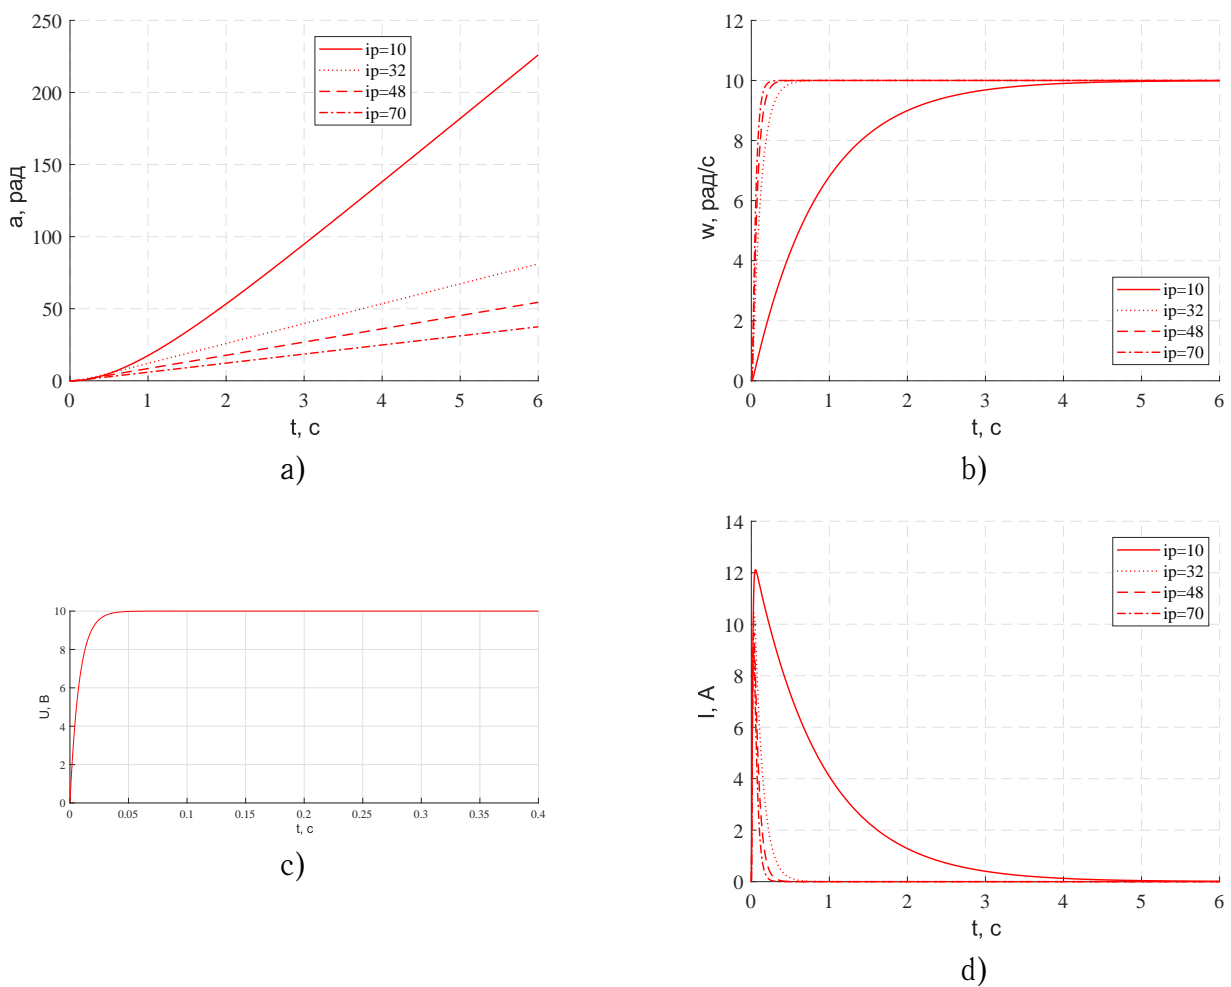 250
200
150
100
50
0
0 1 2 3 4 5 6
a, рад
t, c
ip=10
ip=32
ip=48
ip=70
a)
12
10
8
6
4
2
0
0 1 2 3 4 5 6
w, рад/с
t, c
ip=10
ip=32
ip=48
ip=70
b)
10
8
6
4
2
0
0 0.05 0.1 0.15 0.2 0.25 0.3 0.35 0.4
U, В
t, c
c)
14
12
10
8
6
4
2
0
0 1 2 3 4 5 6
I, A
t, c
ip=10
ip=32
ip=48
ip=70
d)